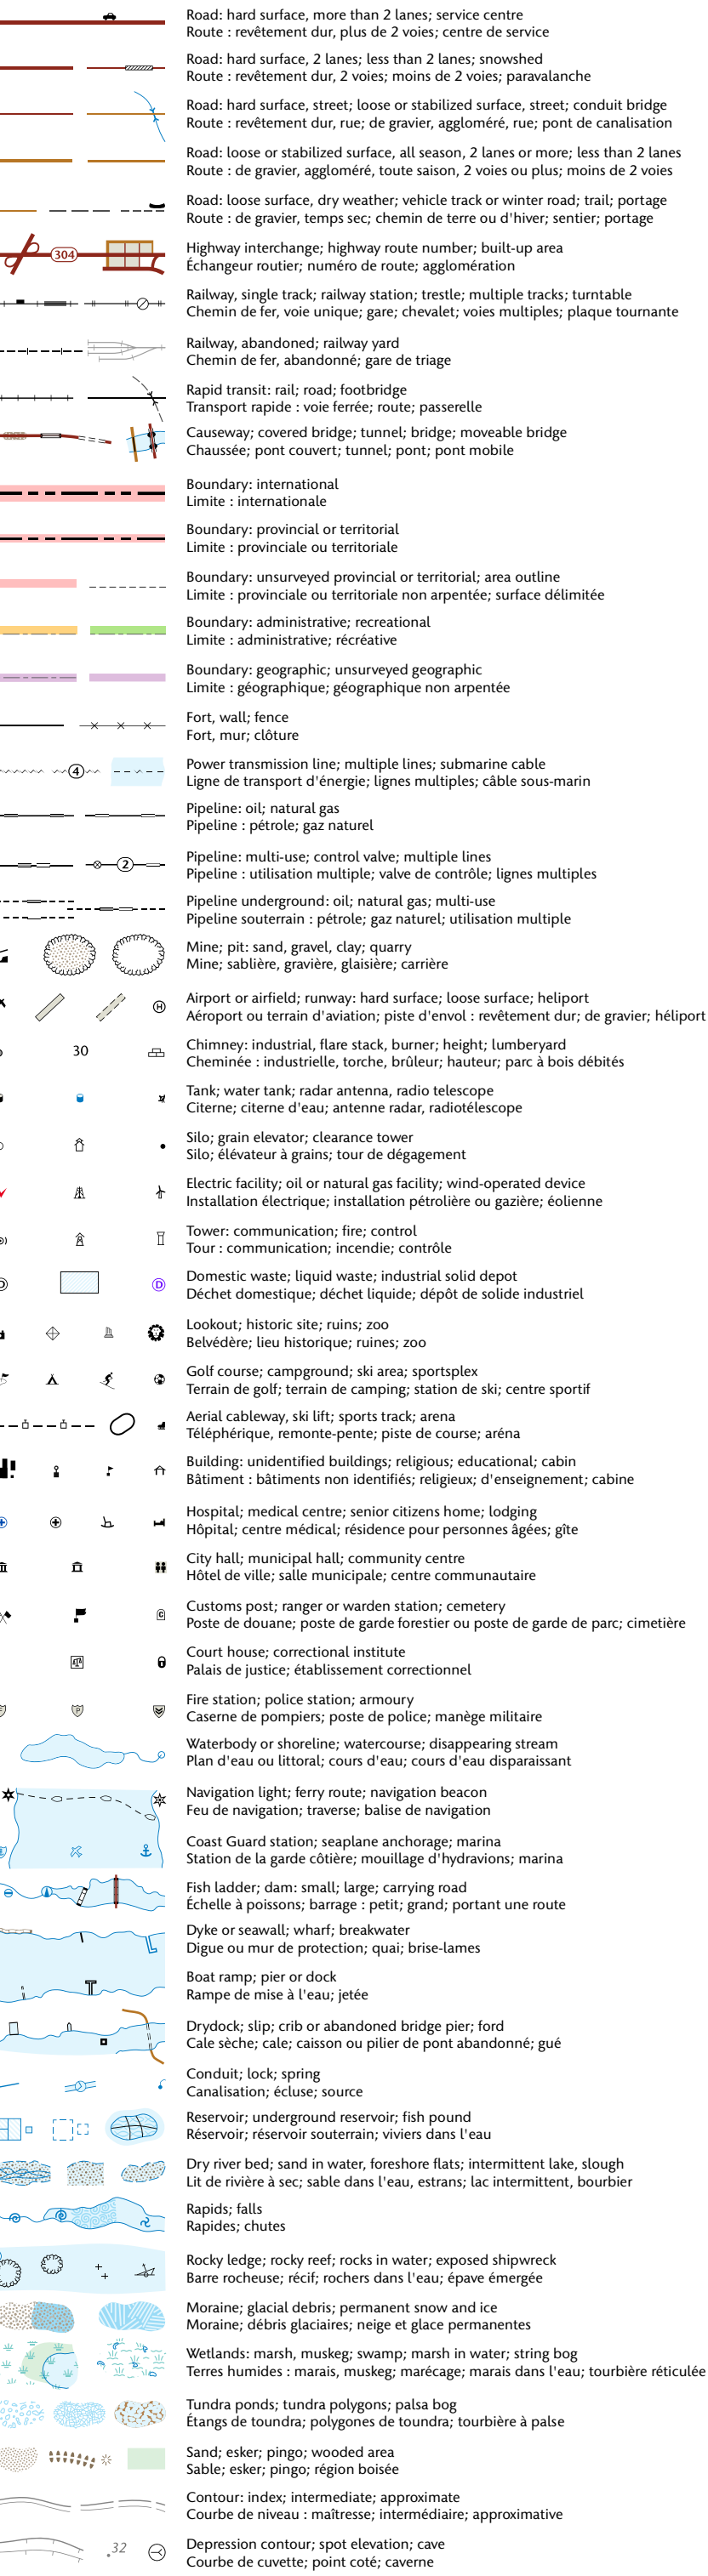 Road: hard surface, more than 2 lanes; service centre
Route : revêtement dur, plus de 2 voies; centre de service
Road: hard surface, 2 lanes; less than 2 lanes; snowshed
Route : revêtement dur, 2 voies; moins de 2 voies; paravalanche
Road: hard surface, street; loose or stabilized surface, street; conduit bridge
Route : revêtement dur, rue; de gravier, aggloméré, rue; pont de canalisation
Road: loose or stabilized surface, all season, 2 lanes or more; less than 2 lanes
Route : de gravier, aggloméré, toute saison, 2 voies ou plus; moins de 2 voies
Road: loose surface, dry weather; vehicle track or winter road; trail; portage
Route : de gravier, temps sec; chemin de terre ou d'hiver; sentier; portage
304
Highway interchange; highway route number; built-up area
Échangeur routier; numéro de route; agglomération
Railway, single track; railway station; trestle; multiple tracks; turntable
Chemin de fer, voie unique; gare; chevalet; voies multiples; plaque tournante
Railway, abandoned; railway yard
Chemin de fer, abandonné; gare de triage
Rapid transit: rail; road; footbridge
Transport rapide : voie ferrée; route; passerelle
Causeway; covered bridge; tunnel; bridge; moveable bridge
Chaussée; pont couvert; tunnel; pont; pont mobile
Boundary: international
Limite : internationale
Boundary: provincial or territorial
Limite : provinciale ou territoriale
Boundary: unsurveyed provincial or territorial; area outline
Limite : provinciale ou territoriale non arpentée; surface délimitée
Boundary: administrative; recreational
Limite : administrative; récréative
Boundary: geographic; unsurveyed geographic
Limite : géographique; géographique non arpentée
Fort, wall; fence
Fort, mur; clôture
4
Power transmission line; multiple lines; submarine cable
Ligne de transport d'énergie; lignes multiples; câble sous-marin
Pipeline: oil; natural gas
Pipeline : pétrole; gaz naturel
2
Pipeline: multi-use; control valve; multiple lines
Pipeline : utilisation multiple; valve de contrôle; lignes multiples
Pipeline underground: oil; natural gas; multi-use
Pipeline souterrain : pétrole; gaz naturel; utilisation multiple
Mine; pit: sand, gravel, clay; quarry
Mine; sablière, gravière, glaisière; carrière
H
Airport or airfield; runway: hard surface; loose surface; heliport
Aéroport ou terrain d'aviation; piste d'envol : revêtement dur; de gravier; héliport
30
Chimney: industrial, flare stack, burner; height; lumberyard
Cheminée : industrielle, torche, brûleur; hauteur; parc à bois débités
Tank; water tank; radar antenna, radio telescope
Citerne; citerne d'eau; antenne radar, radiotélescope
Silo; grain elevator; clearance tower
Silo; élévateur à grains; tour de dégagement
Electric facility; oil or natural gas facility; wind-operated device
Installation électrique; installation pétrolière ou gazière; éolienne
Tower: communication; fire; control
Tour : communication; incendie; contrôle
D D
Domestic waste; liquid waste; industrial solid depot
Déchet domestique; déchet liquide; dépôt de solide industriel
Lookout; historic site; ruins; zoo
Belvédère; lieu historique; ruines; zoo
Golf course; campground; ski area; sportsplex
Terrain de golf; terrain de camping; station de ski; centre sportif
Aerial cableway, ski lift; sports track; arena
Téléphérique, remonte-pente; piste de course; aréna
Building: unidentified buildings; religious; educational; cabin
Bâtiment : bâtiments non identifiés; religieux; d'enseignement; cabine
Hospital; medical centre; senior citizens home; lodging
Hôpital; centre médical; résidence pour personnes âgées; gîte
City hall; municipal hall; community centre
Hôtel de ville; salle municipale; centre communautaire
C
Customs post; ranger or warden station; cemetery
Poste de douane; poste de garde forestier ou poste de garde de parc; cimetière
Court house; correctional institute
Palais de justice; établissement correctionnel
P
Fire station; police station; armoury
Caserne de pompiers; poste de police; manège militaire
Waterbody or shoreline; watercourse; disappearing stream
Plan d'eau ou littoral; cours d'eau; cours d'eau disparaissant
Navigation light; ferry route; navigation beacon
Feu de navigation; traverse; balise de navigation
Coast Guard station; seaplane anchorage; marina
Station de la garde côtière; mouillage d'hydravions; marina
Fish ladder; dam: small; large; carrying road
Échelle à poissons; barrage : petit; grand; portant une route
Dyke or seawall; wharf; breakwater
Digue ou mur de protection; quai; brise-lames
Boat ramp; pier or dock
Rampe de mise à l'eau; jetée
Drydock; slip; crib or abandoned bridge pier; ford
Cale sèche; cale; caisson ou pilier de pont abandonné; gué
Conduit; lock; spring
Canalisation; écluse; source
Reservoir; underground reservoir; fish pound
Réservoir; réservoir souterrain; viviers dans l'eau
Dry river bed; sand in water, foreshore flats; intermittent lake, slough
Lit de rivière à sec; sable dans l'eau, estrans; lac intermittent, bourbier
Rapids; falls
Rapides; chutes
Rocky ledge; rocky reef; rocks in water; exposed shipwreck
Barre rocheuse; récif; rochers dans l'eau; épave émergée
Moraine; glacial debris; permanent snow and ice
Moraine; débris glaciaires; neige et glace permanentes
Wetlands: marsh, muskeg; swamp; marsh in water; string bog
Terres humides : marais, muskeg; marécage; marais dans l'eau; tourbière réticulée
Tundra ponds; tundra polygons; palsa bog
Étangs de toundra; polygones de toundra; tourbière à palse
Sand; esker; pingo; wooded area
Sable; esker; pingo; région boisée
Contour: index; intermediate; approximate
Courbe de niveau : maîtresse; intermédiaire; approximative
.32
Depression contour; spot elevation; cave
Courbe de cuvette; point coté; caverne